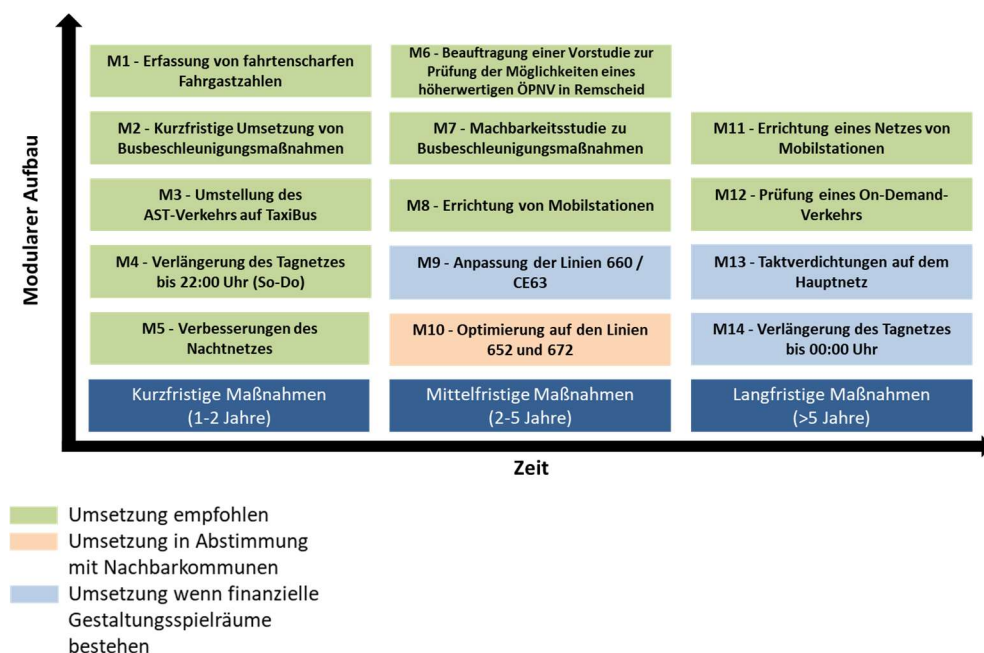 Modularer Aufbau
M1 - Erfassung von fahrtenscharfen
Fahrgastzahlen
M2 - Kurzfristige Umsetzung von
Busbeschleunigungsmaßnahmen
M3 - Umstellung des
AST-Verkehrs auf TaxiBus
M4 - Verlängerung des Tagnetzes
bis 22:00 Uhr (So-Do)
M5 - Verbesserungen des
Nachtnetzes
Kurzfristige Maßnahmen
(1-2 Jahre)
M6 - Beauftragung einer Vorstudie zur
Prüfung der Möglichkeiten eines
höherwertigen ÖPNV in Remscheid
M7 - Machbarkeitsstudie zu
Busbeschleunigungsmaßnahmen
M8 - Errichtung von Mobilstationen
M9 - Anpassung der Linien 660 /
CE63
M10 - Optimierung auf den Linien
652 und 672
Mittelfristige Maßnahmen
(2-5 Jahre)
M11 - Errichtung eines Netzes von
Mobilstationen
M12 - Prüfung eines On-Demand-
Verkehrs
M13 - Taktverdichtungen auf dem
Hauptnetz
M14 - Verlängerung des Tagnetzes
bis 00:00 Uhr
Langfristige Maßnahmen
(>5 Jahre)
Zeit
Umsetzung empfohlen
Umsetzung in Abstimmung
mit Nachbarkommunen
Umsetzung wenn finanzielle
Gestaltungsspielräume
bestehen